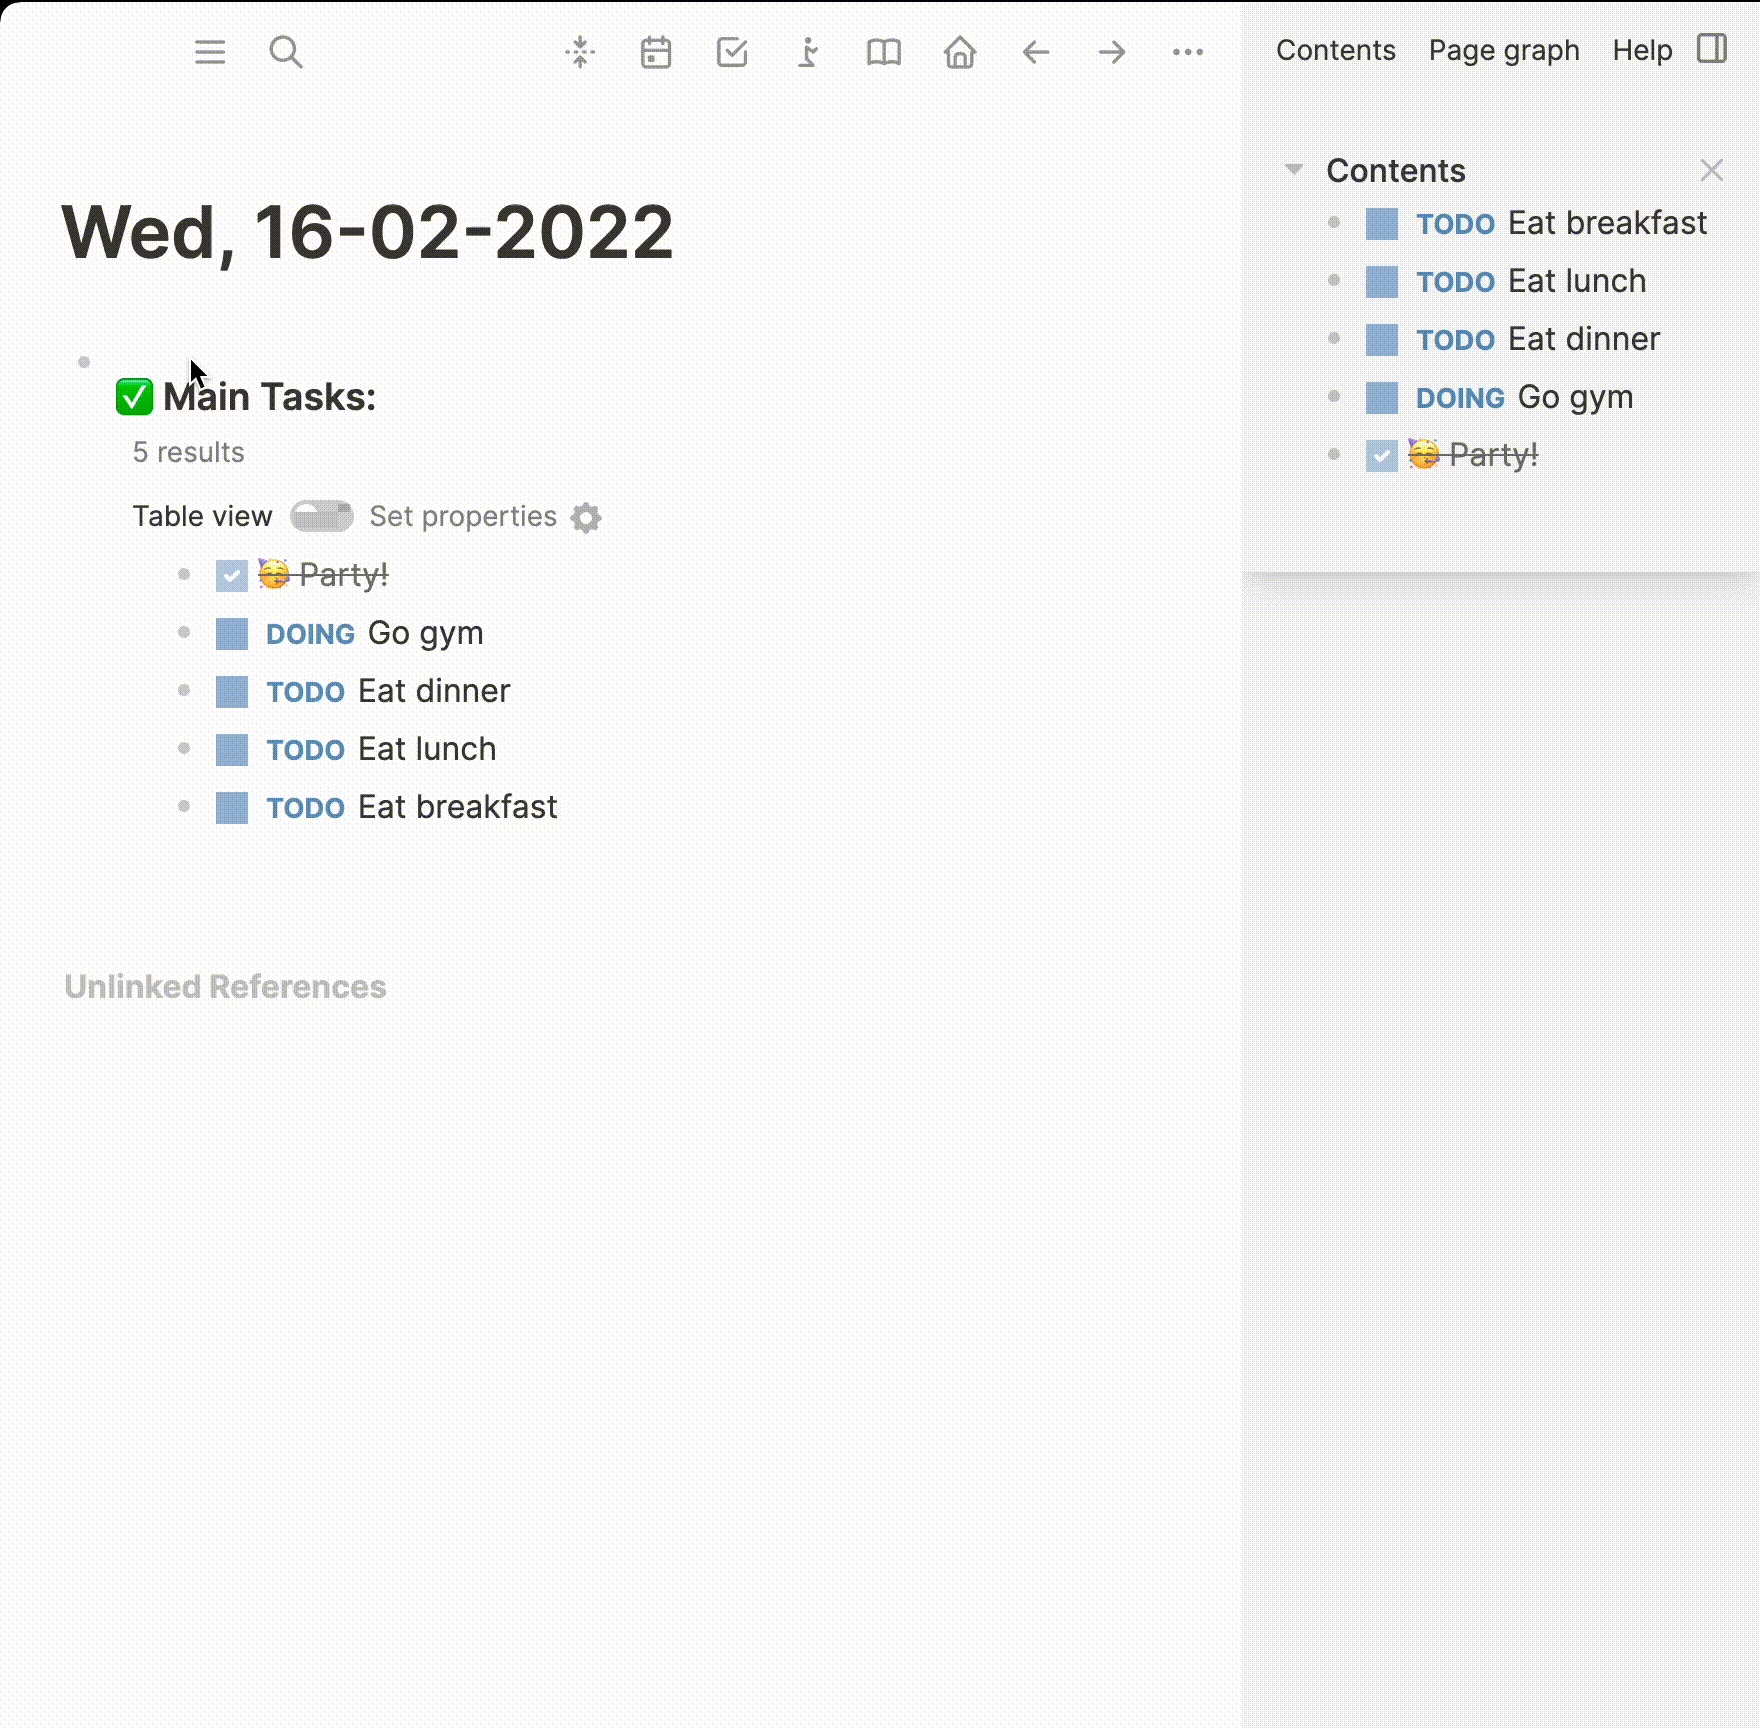 Contents Page graph Help
Wed, 16-02-2022
✅ Main Tasks:
5 results
Table view Set properties
🥳 Party!
DOING Go gym
TODO Eat dinner
TODO Eat lunch
TODO Eat breakfast
Unlinked References
Contents
TODO Eat breakfast
TODO Eat lunch
TODO Eat dinner
DOING Go gym
🥳 Party!